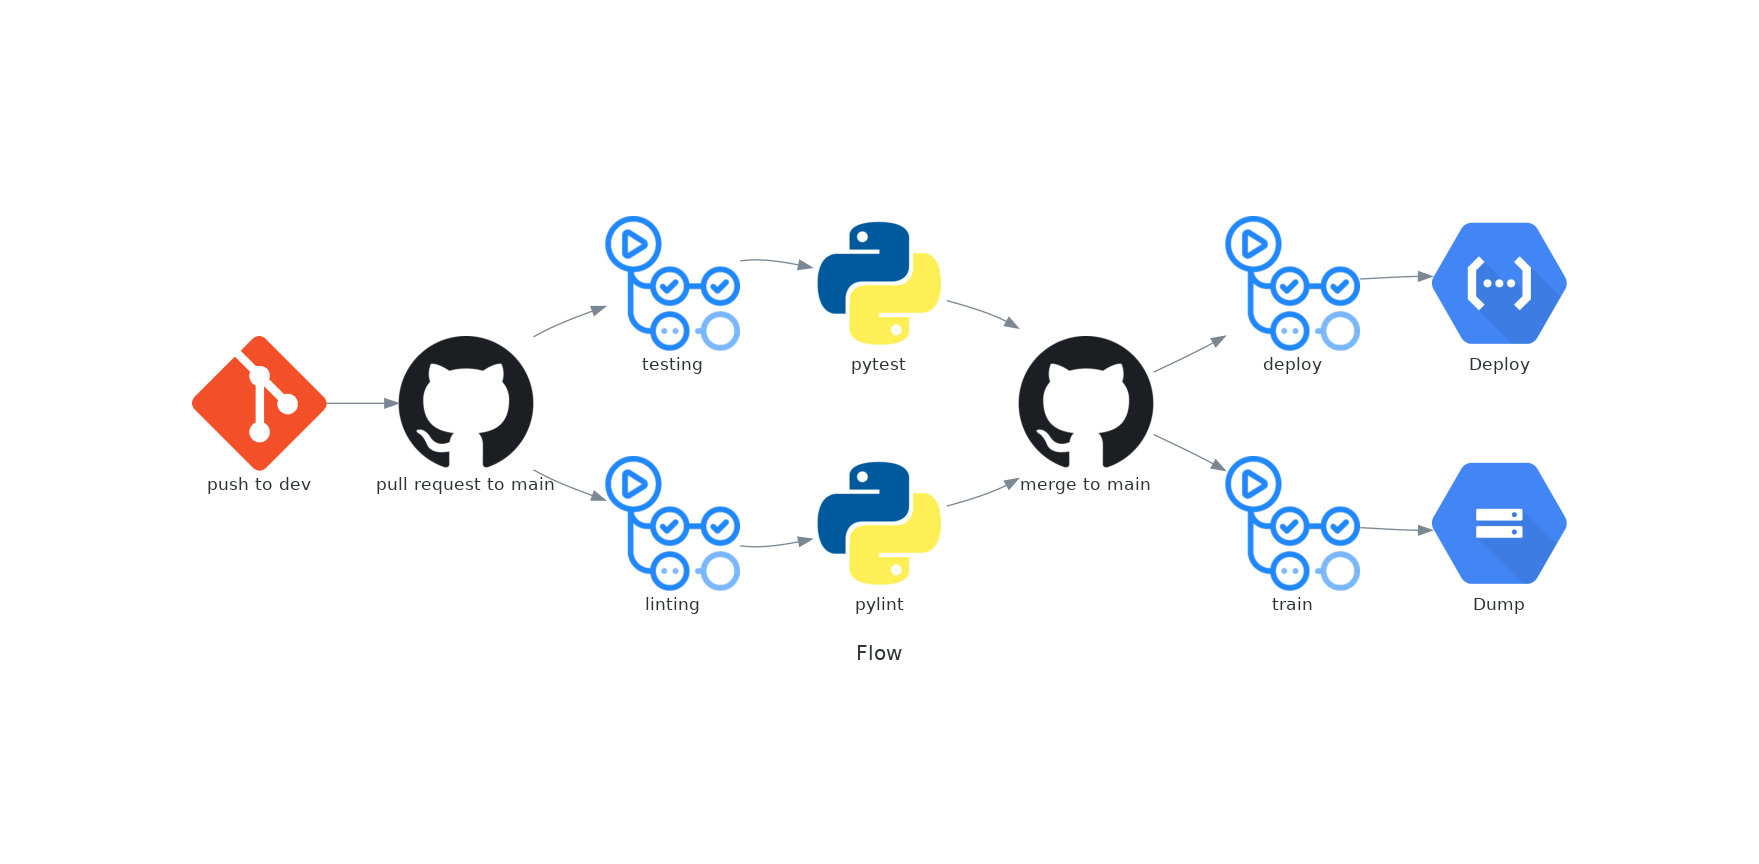 push to dev
pull request to main
testing
linting
pytest
pylint
merge to main
deploy
train
Deploy
Dump
Flow